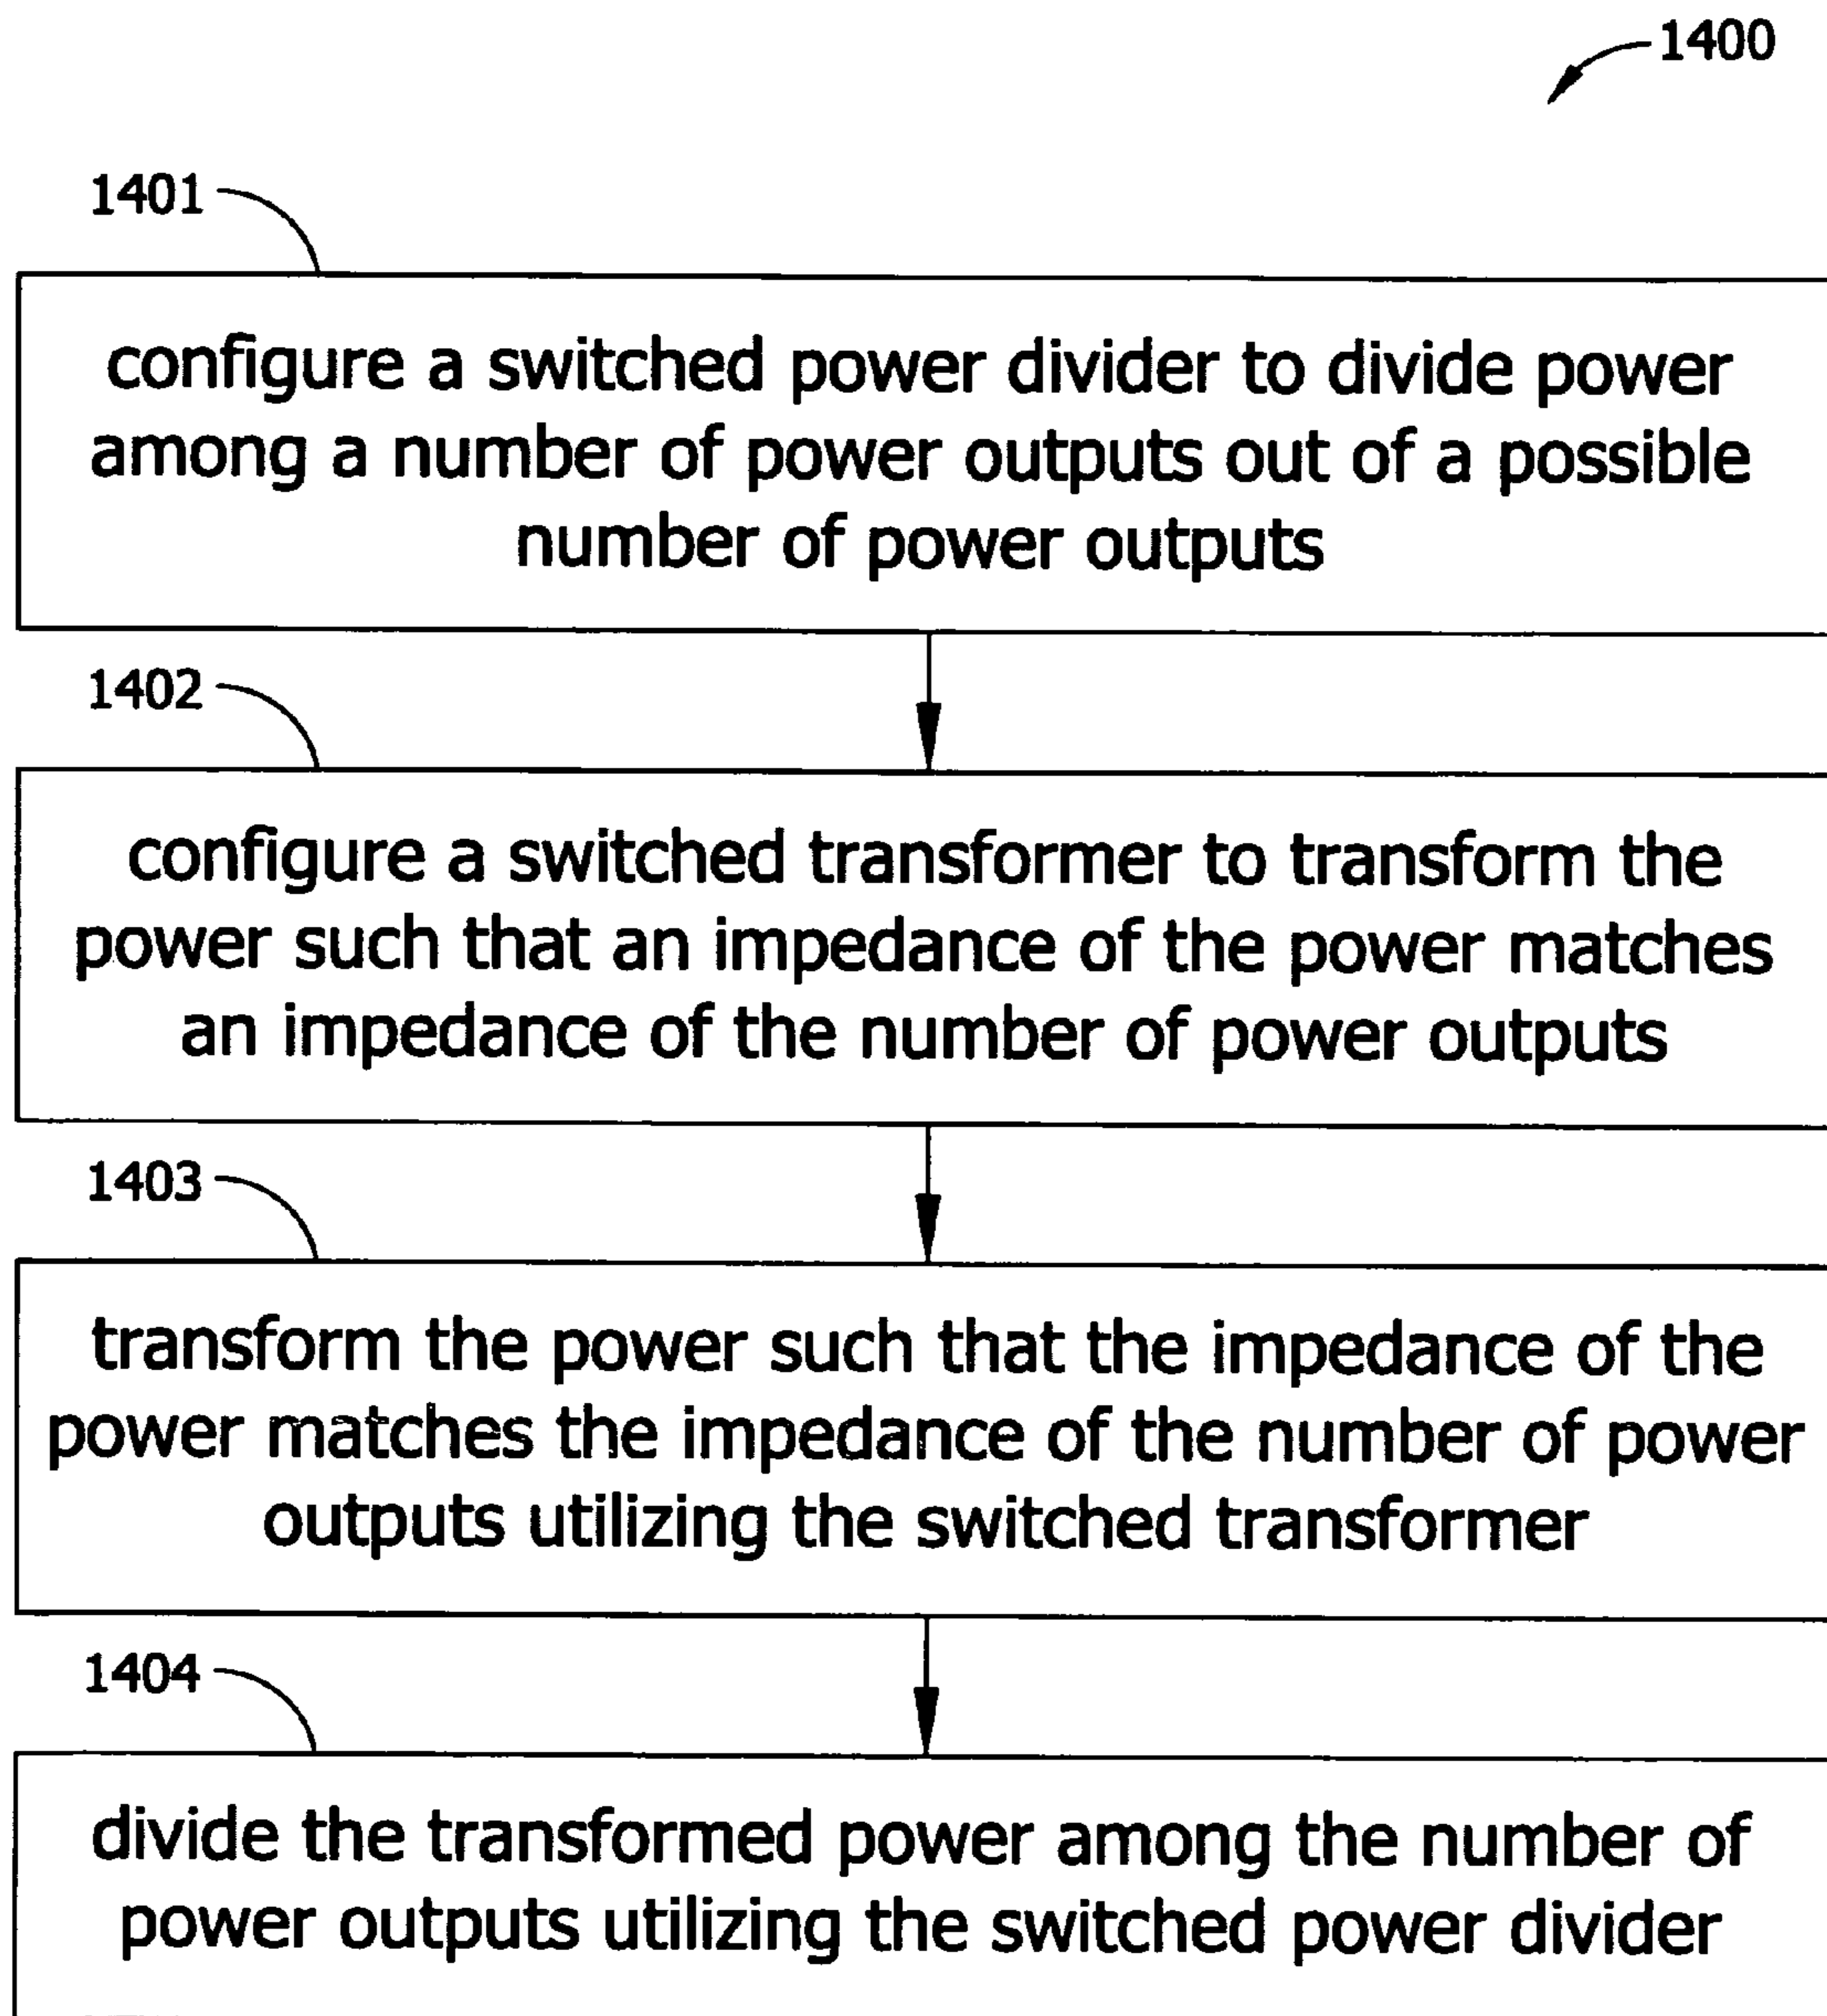 1400
1401
configure a switched power divider to divide power
among a number of power outputs out of a possible
number of power outputs
1402
configure a switched transformer to transform the
power such that an impedance of the power matches
an impedance of the number of power outputs
1403
transform the power such that the impedance of the
power matches the impedance of the number of power
outputs utilizing the switched transformer
1404
divide the transformed power among the number of
power outputs utilizing the switched power divider